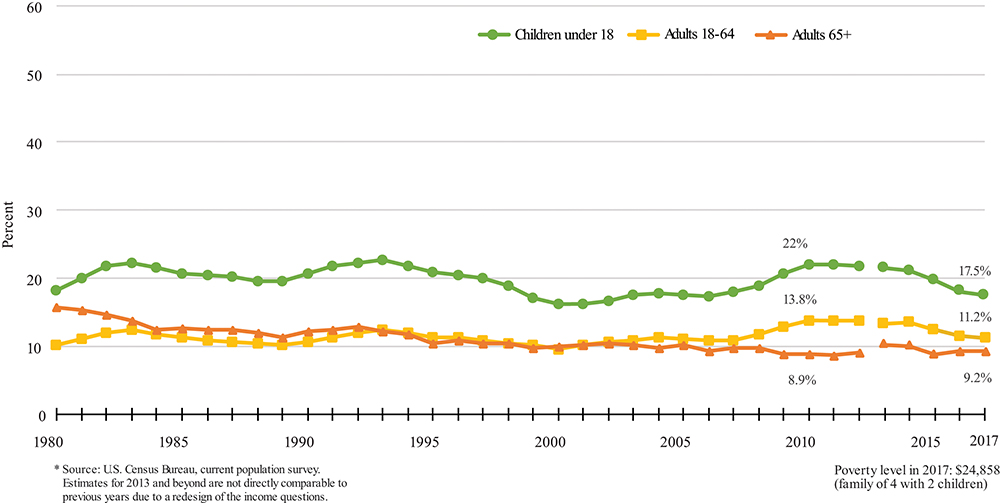 60
Children under 18 Adults 18-64 Adults 65+
50
40
30
Percent
22%
17.5%
20
13.8%
11.2%
10
8.9%
9.2%
0
1980 1985 1990 1995 2000 2005 2010 2015 2017
* Source: U.S. Census Bureau, current population survey.
Estimates for 2013 and beyond are not directly comparable to
previous years due to a redesign of the income questions.
Poverty level in 2017: $24,858
(family of 4 with 2 children)